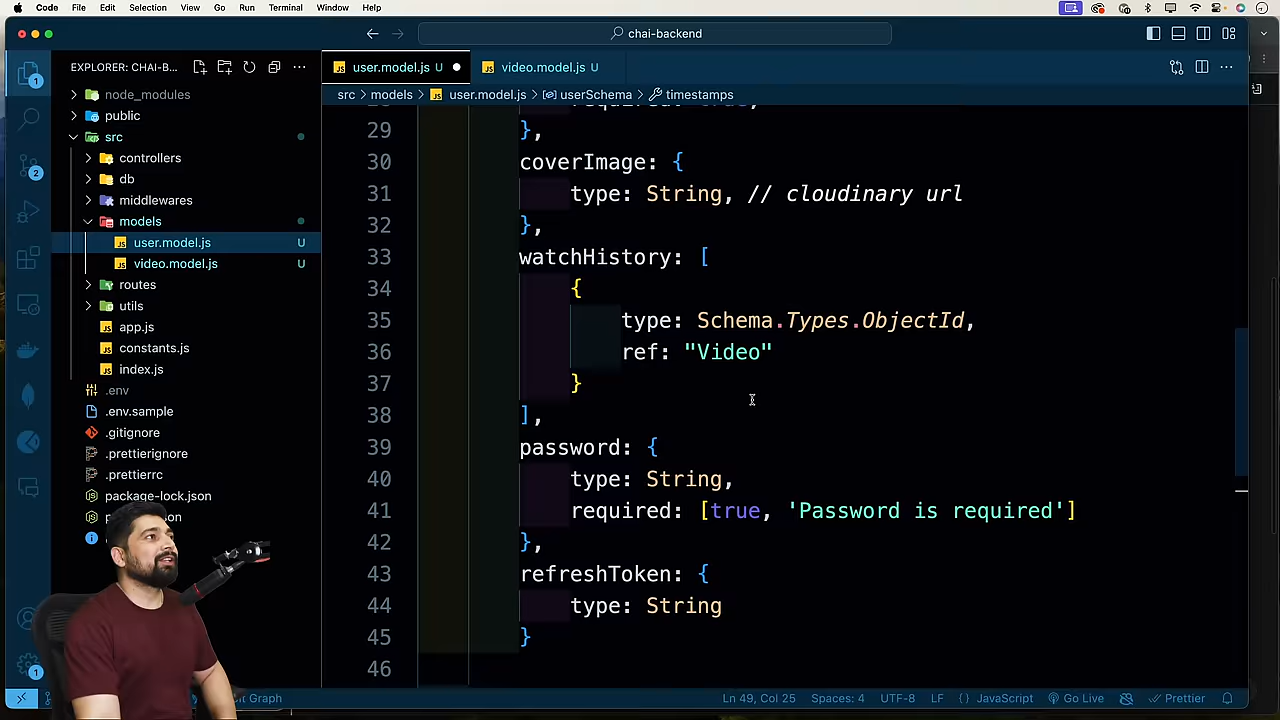 Code File Edit Selection View Go Run Terminal Window Help
chai-backend
EXPLORER: CHAI-B...
user.model.js U
video.model.js U
src > models > user.model.js > userSchema > timestamps
1
2
1
node_modules
public
src
controllers
db
middlewares
models
user.model.js U
video.model.js U
routes
utils
app.js
constants.js
index.js
.env
.env.sample
.gitignore
.prettierignore
.prettierrc
package-lock.json
29 },
30 coverImage: {
31 type: String, // cloudinary url
32 },
33 watchHistory: [
34 {
35 type: Schema.Types.ObjectId,
36 ref: "Video"
37 }
38 ],
39 password: {
40 type: String,
41 required: [true, 'Password is required']
42 },
43 refreshToken: {
44 type: String
45 }
46
Graph
Ln 49, Col 25 Spaces: 4 UTF-8 LF {} JavaScript Go Live Prettier